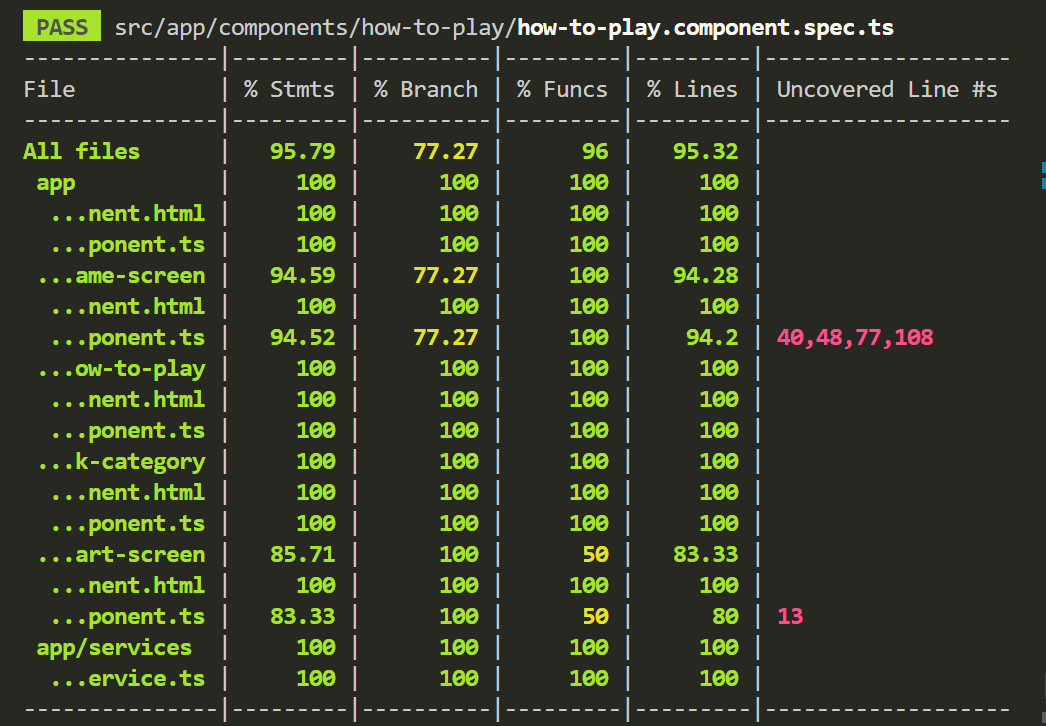 PASS src/app/components/how-to-play/how-to-play.component.spec.ts
---------------|---------|----------|---------|---------|-------------------
File           | % Stmts | % Branch | % Funcs | % Lines | Uncovered Line #s
---------------|---------|----------|---------|---------|-------------------
All files      |   95.79 |    77.27 |      96 |   95.32 |
 app           |     100 |      100 |     100 |     100 |
  ...nent.html |     100 |      100 |     100 |     100 |
  ...ponent.ts |     100 |      100 |     100 |     100 |
 ...ame-screen |   94.59 |    77.27 |     100 |   94.28 |
  ...nent.html |     100 |      100 |     100 |     100 |
  ...ponent.ts |   94.52 |    77.27 |     100 |    94.2 | 40,48,77,108
 ...ow-to-play |     100 |      100 |     100 |     100 |
  ...nent.html |     100 |      100 |     100 |     100 |
  ...ponent.ts |     100 |      100 |     100 |     100 |
 ...k-category |     100 |      100 |     100 |     100 |
  ...nent.html |     100 |      100 |     100 |     100 |
  ...ponent.ts |     100 |      100 |     100 |     100 |
 ...art-screen |   85.71 |      100 |      50 |   83.33 |
  ...nent.html |     100 |      100 |     100 |     100 |
  ...ponent.ts |   83.33 |      100 |      50 |      80 | 13
 app/services  |     100 |      100 |     100 |     100 |
  ...ervice.ts |     100 |      100 |     100 |     100 |
---------------|---------|----------|---------|---------|-------------------